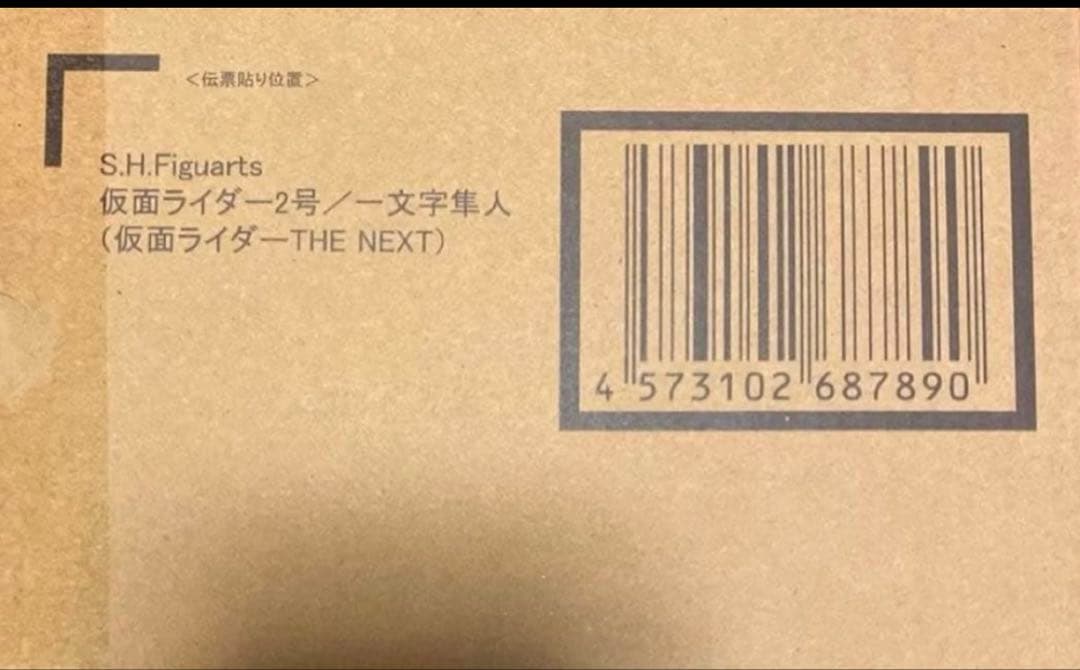 <伝票貼り位置>
S.H.Figuarts
仮面ライダー2号／一文字隼人
(仮面ライダーTHE NEXT)
4 573102 687890